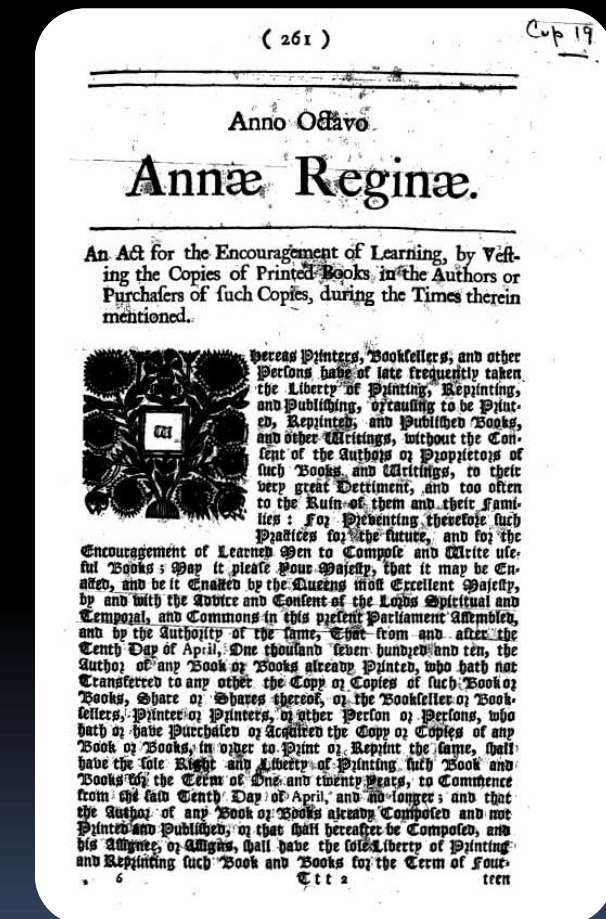 ( 261 )
Cup 19
Anno Octavo
Annæ Reginæ.
An Act for the Encouragement of Learning, by Veſt-
ing the Copies of Printed Books in the Authors or
Purchaſers of ſuch Copies, during the Times therein
mentioned.
Whereas Printers, Bookſellers, and other
Perſons have of late frequently taken
the Liberty of Printing, Reprinting,
and Publiſhing, or cauſing to be Print-
ed, Reprinted, and Publiſhed Books,
and other Writings, without the Con-
ſent of the Authors or Proprietors of
ſuch Books and Writings, to their
very great Detriment, and too often
to the Ruin of them and their Fami-
lies: For Preventing therefore ſuch
Practices for the future, and for the
Encouragement of Learned Men to Compoſe and Write uſe-
ful Books; May it pleaſe Your Majeſty, that it may be En-
acted, and be it Enacted by the Queens moſt Excellent Majeſty,
by and with the Advice and Conſent of the Lords Spiritual and
Temporal, and Commons in this preſent Parliament Aſſembled,
and by the Authority of the ſame, That from and after the
Tenth Day of April, One thouſand ſeven hundred and ten, the
Author of any Book or Books already Printed, who hath not
Transferred to any other the Copy or Copies of ſuch Book or
Books, Share or Shares thereof, or the Bookſeller or Book-
ſellers, Printer or Printers, or other Perſon or Perſons, who
hath or have Purchaſed or Acquired the Copy or Copies of any
Book or Books, in order to Print or Reprint the ſame, ſhall
have the ſole Right and Liberty of Printing ſuch Book and
Books for the Term of One and twenty Years, to Commence
from the ſaid Tenth Day of April, and no longer; and that
the Author of any Book or Books already Compoſed and not
Printed and Publiſhed, or that ſhall hereafter be Compoſed, and
his Aſſignee, or Aſſigns, ſhall have the ſole Liberty of Printing
and Reprinting ſuch Book and Books for the Term of Four-
6 Ttt 2 teen